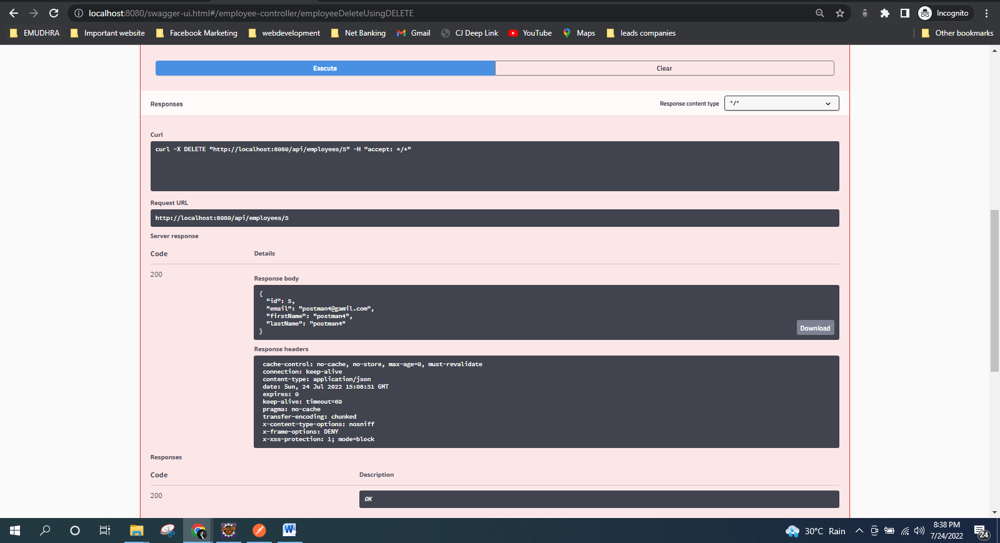 localhost:8080/swagger-ui.html#/employee-controller/employeeDeleteUsingDELETE
Incognito
EMUDHRA Important website Facebook Marketing webdevelopment Net Banking Gmail CJ Deep Link YouTube Maps leads companies Other bookmarks
Execute Clear
Responses Response content type */*
Curl
curl -X DELETE "http://localhost:8080/api/employees/5" -H "accept: */*"
Request URL
http://localhost:8080/api/employees/5
Server response
Code Details
200
Response body
{
"id": 5,
"email": "postman4@gamil.com",
"firstName": "postman4",
"lastName": "postman4"
}
Download
Response headers
cache-control: no-cache, no-store, max-age=0, must-revalidate
connection: keep-alive
content-type: application/json
date: Sun, 24 Jul 2022 15:08:31 GMT
expires: 0
keep-alive: timeout=60
pragma: no-cache
transfer-encoding: chunked
x-content-type-options: nosniff
x-frame-options: DENY
x-xss-protection: 1; mode=block
Responses
Code Description
200
OK
30°C Rain
8:38 PM
7/24/2022
24